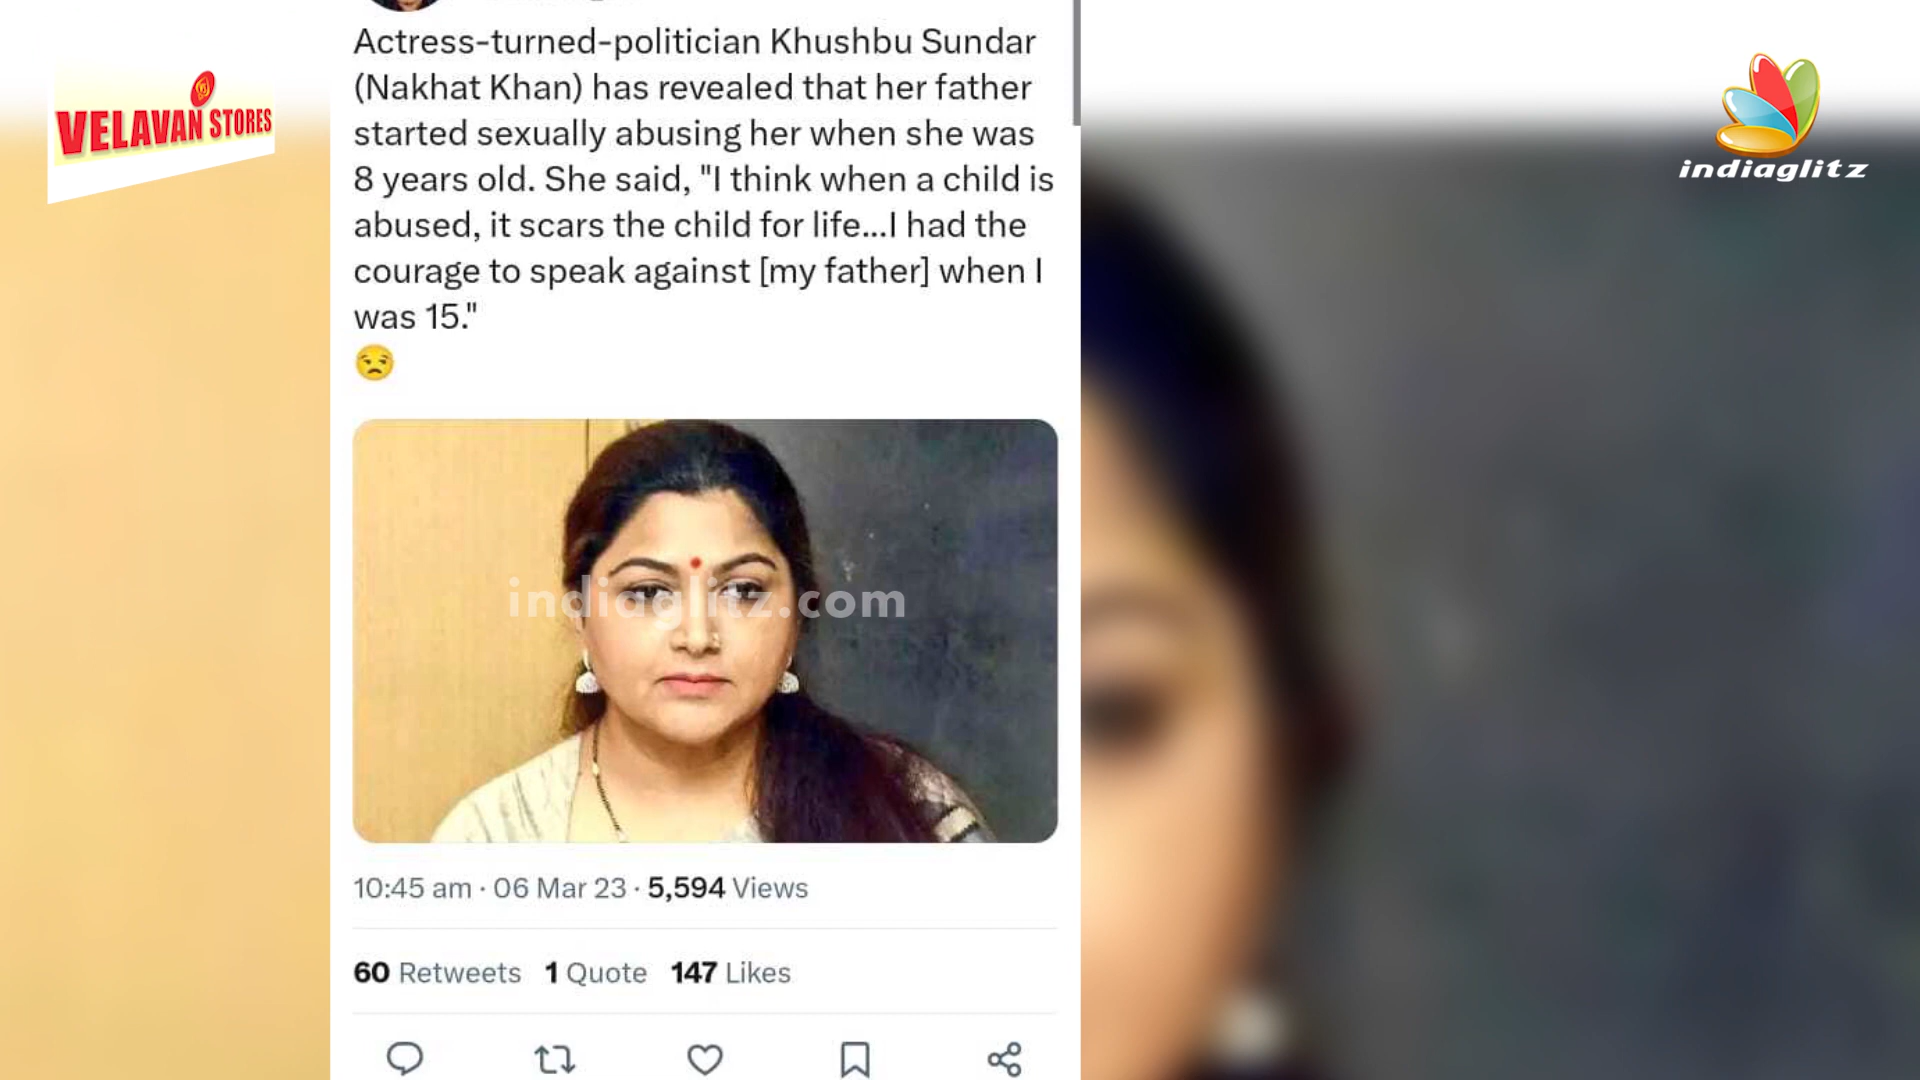 VELAVAN STORES
indiaglitz
Actress-turned-politician Khushbu Sundar
(Nakhat Khan) has revealed that her father
started sexually abusing her when she was
8 years old. She said, "I think when a child is
abused, it scars the child for life...I had the
courage to speak against [my father] when I
was 15."
indiaglitz.com
10:45 am · 06 Mar 23 · 5,594 Views
60 Retweets 1 Quote 147 Likes